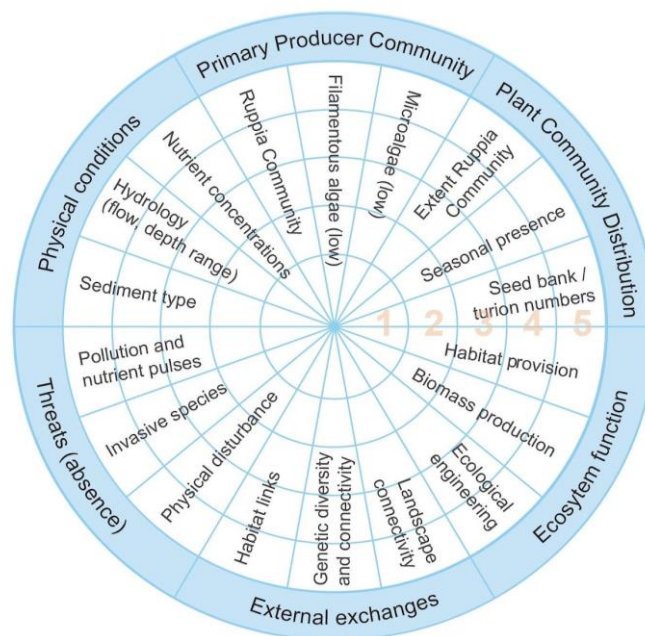 Primary Producer Community
Plant Community Distribution
Ecosytem function
External exchanges
Threats (absence)
Physical conditions
Ruppia Community
Filamentous algae (low)
Microalgae (low)
Extent Ruppia
Community
Seasonal presence
Seed bank /
turion numbers
Habitat provision
Biomass production
Ecological
engineering
Landscape
connectivity
Genetic diversity
and connectivity
Habitat links
Physical disturbance
Invasive species
Pollution and
nutrient pulses
Sediment type
Hydrology
(flow, depth range)
Nutrient concentrations
1 2 3 4 5